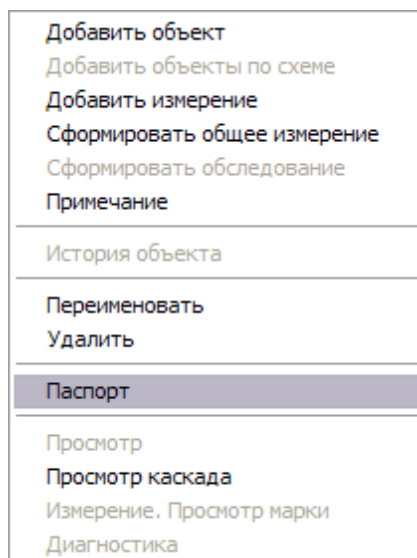 Добавить объект
Добавить объекты по схеме
Добавить измерение
Сформировать общее измерение
Сформировать обследование
Примечание
История объекта
Переименовать
Удалить
Паспорт
Просмотр
Просмотр каскада
Измерение. Просмотр марки
Диагностика